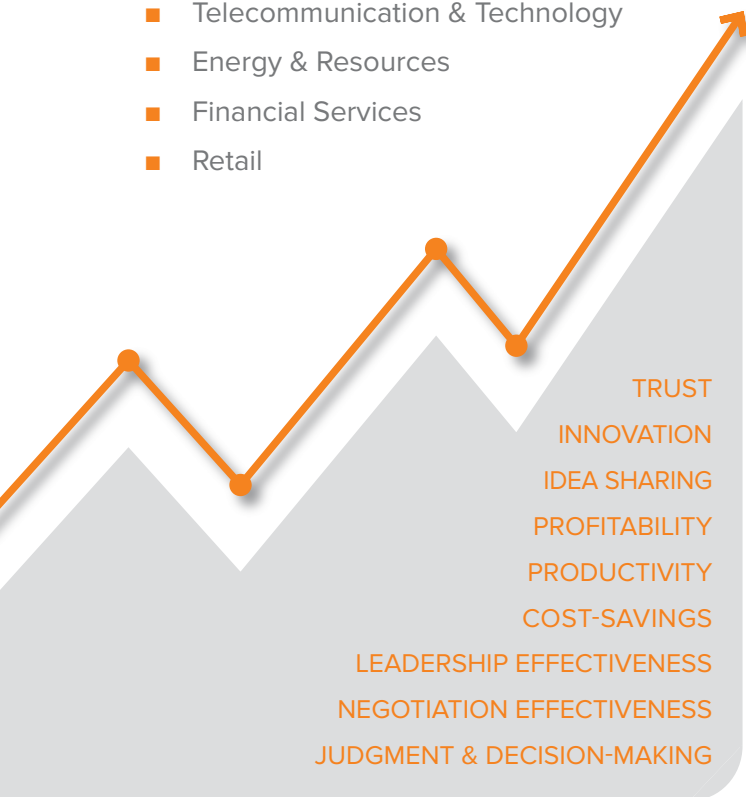 ■ Telecommunication & Technology
■ Energy & Resources
■ Financial Services
■ Retail
TRUST
INNOVATION
IDEA SHARING
PROFITABILITY
PRODUCTIVITY
COST-SAVINGS
LEADERSHIP EFFECTIVENESS
NEGOTIATION EFFECTIVENESS
JUDGMENT & DECISION-MAKING